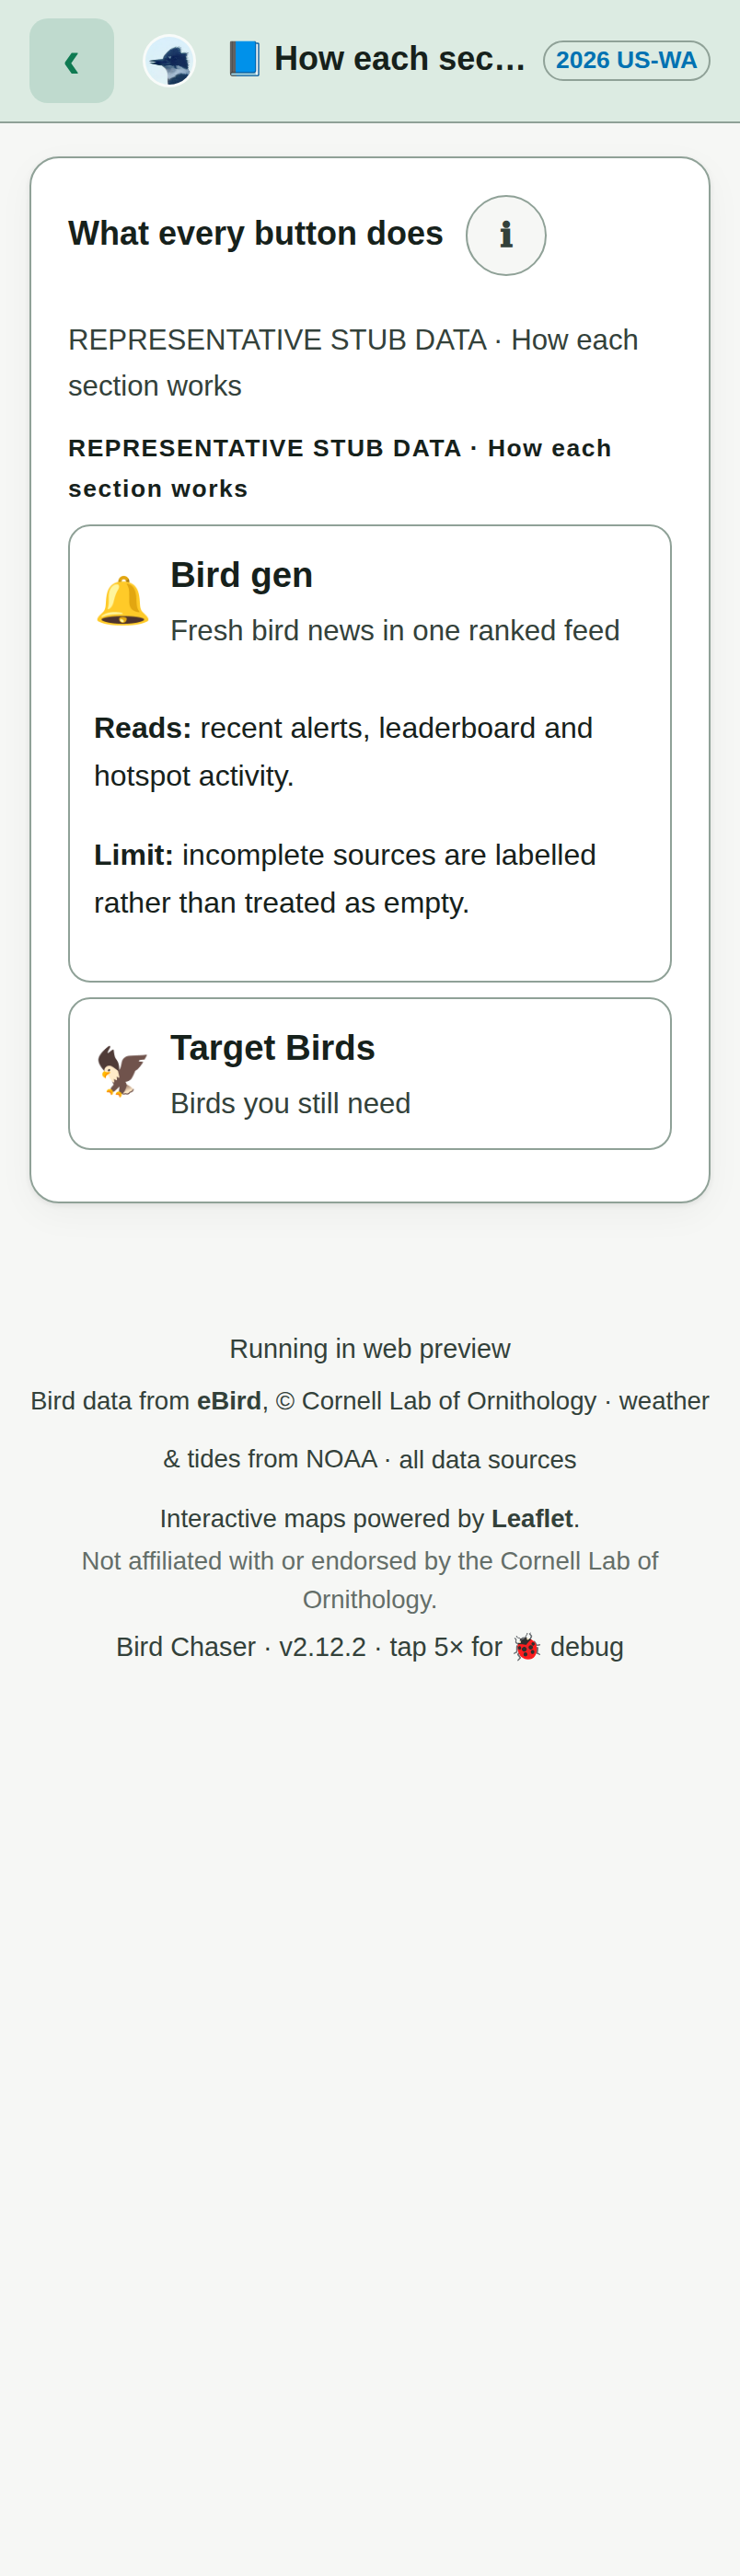 ‹ 📘 How each sec… 2026 US-WA
What every button does ℹ
REPRESENTATIVE STUB DATA · How each
section works
REPRESENTATIVE STUB DATA · How each
section works
🔔 Bird gen
Fresh bird news in one ranked feed
Reads: recent alerts, leaderboard and
hotspot activity.
Limit: incomplete sources are labelled
rather than treated as empty.
🦅 Target Birds
Birds you still need
Running in web preview
Bird data from eBird, © Cornell Lab of Ornithology · weather
& tides from NOAA · all data sources
Interactive maps powered by Leaflet.
Not affiliated with or endorsed by the Cornell Lab of
Ornithology.
Bird Chaser · v2.12.2 · tap 5× for 🐞 debug